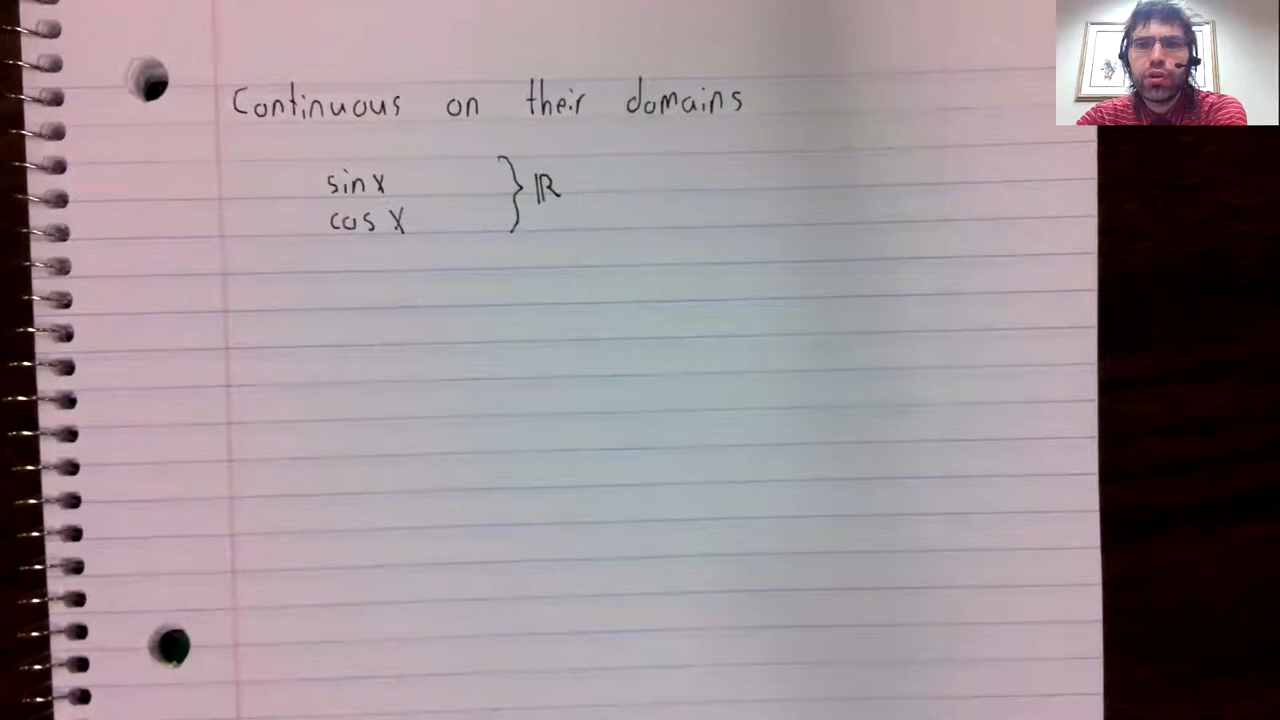 Continuous on their domains
sin x
cos x
} ℝ